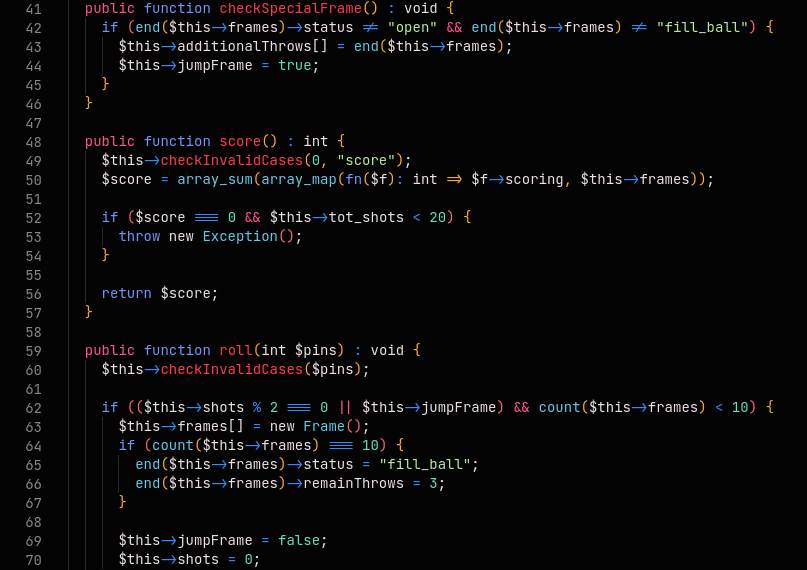 41 public function checkSpecialFrame() : void {
42 if (end($this->frames)->status != "open" && end($this->frames) != "fill_ball") {
43 $this->additionalThrows[] = end($this->frames);
44 $this->jumpFrame = true;
45 }
46 }
47
48 public function score() : int {
49 $this->checkInvalidCases(0, "score");
50 $score = array_sum(array_map(fn($f): int => $f->scoring, $this->frames));
51
52 if ($score === 0 && $this->tot_shots < 20) {
53 throw new Exception();
54 }
55
56 return $score;
57 }
58
59 public function roll(int $pins) : void {
60 $this->checkInvalidCases($pins);
61
62 if (($this->shots % 2 === 0 || $this->jumpFrame) && count($this->frames) < 10) {
63 $this->frames[] = new Frame();
64 if (count($this->frames) === 10) {
65 end($this->frames)->status = "fill_ball";
66 end($this->frames)->remainThrows = 3;
67 }
68
69 $this->jumpFrame = false;
70 $this->shots = 0;